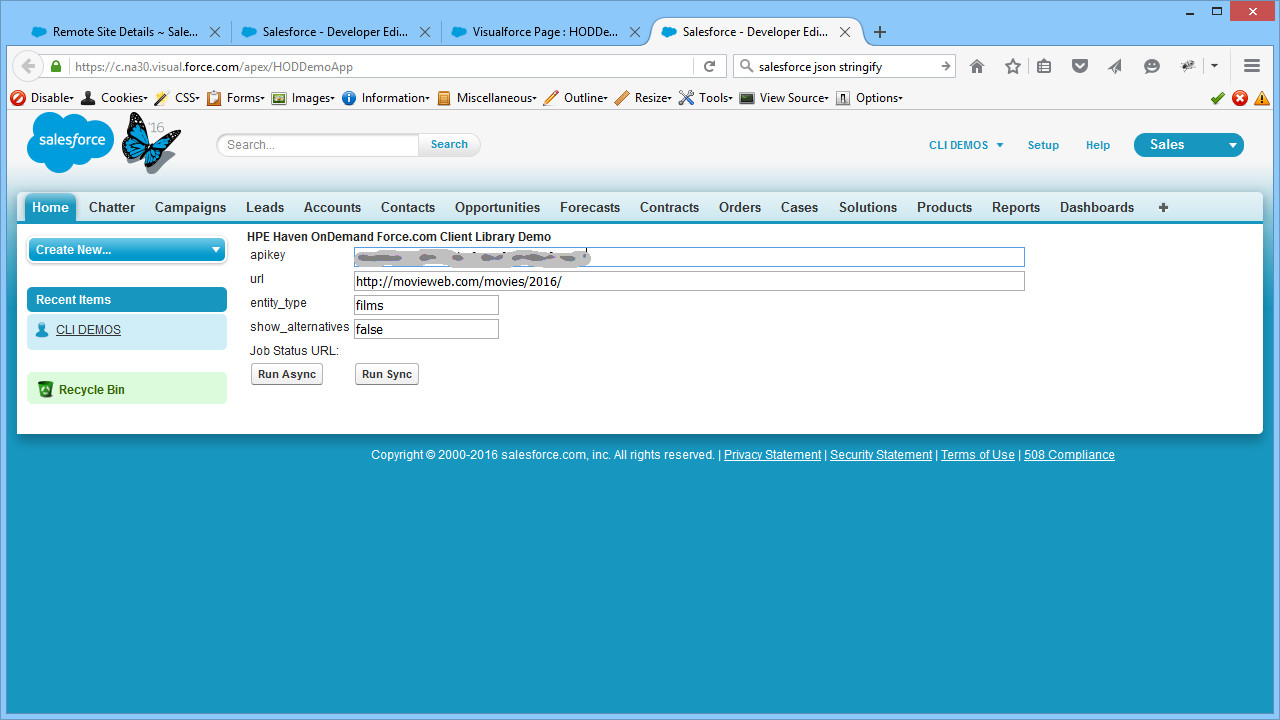 Remote Site Details ~ Sale...
Salesforce - Developer Edi...
Visualforce Page : HODDe...
Salesforce - Developer Edi...
https://c.na30.visual.force.com/apex/HODDemoApp
salesforce json stringify
Disable
Cookies
CSS
Forms
Images
Information
Miscellaneous
Outline
Resize
Tools
View Source
Options
salesforce
'16
Search...
Search
CLI DEMOS
Setup
Help
Sales
Home
Chatter
Campaigns
Leads
Accounts
Contacts
Opportunities
Forecasts
Contracts
Orders
Cases
Solutions
Products
Reports
Dashboards
Create New...
Recent Items
CLI DEMOS
Recycle Bin
HPE Haven OnDemand Force.com Client Library Demo
apikey
url
http://movieweb.com/movies/2016/
entity_type
films
show_alternatives
false
Job Status URL:
Run Async
Run Sync
Copyright © 2000-2016 salesforce.com, inc. All rights reserved. | Privacy Statement | Security Statement | Terms of Use | 508 Compliance